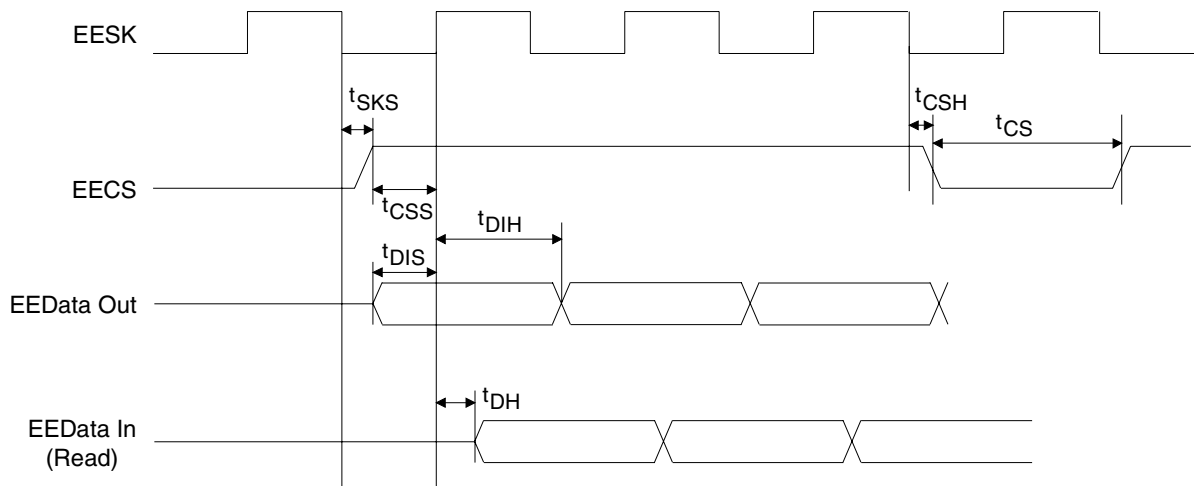 EESK
tSKS
tCSH
tCS
EECS
tCSS
tDIH
tDIS
EEData Out
tDH
EEData In
(Read)